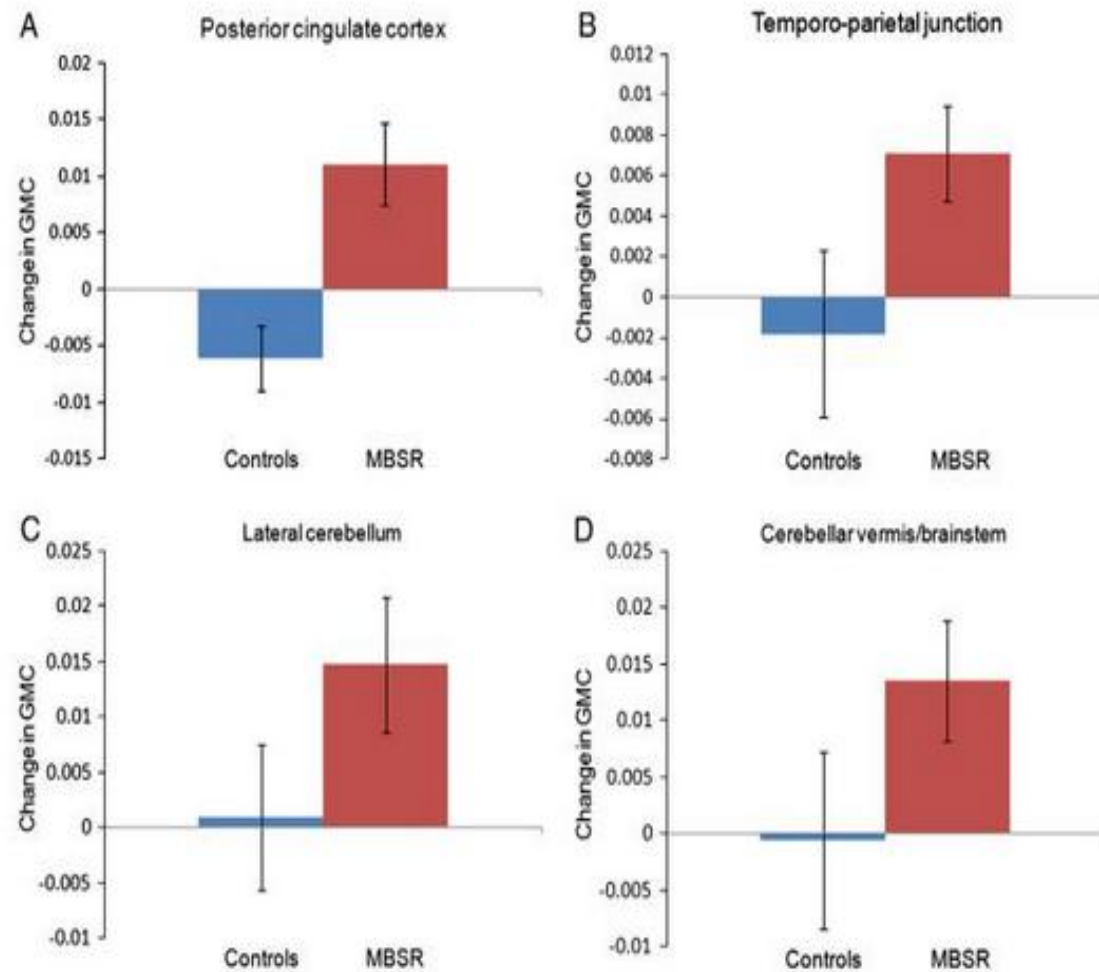 A
Posterior cingulate cortex
Change in GMC
0.02
0.015
0.01
0.005
0
-0.005
-0.01
-0.015
Controls MBSR
B
Temporo-parietal junction
Change in GMC
0.012
0.01
0.008
0.006
0.004
0.002
0
-0.002
-0.004
-0.006
-0.008
Controls MBSR
C
Lateral cerebellum
Change in GMC
0.025
0.02
0.015
0.01
0.005
0
-0.005
-0.01
Controls MBSR
D
Cerebellar vermis/brainstem
Change in GMC
0.025
0.02
0.015
0.01
0.005
0
-0.005
-0.01
Controls MBSR